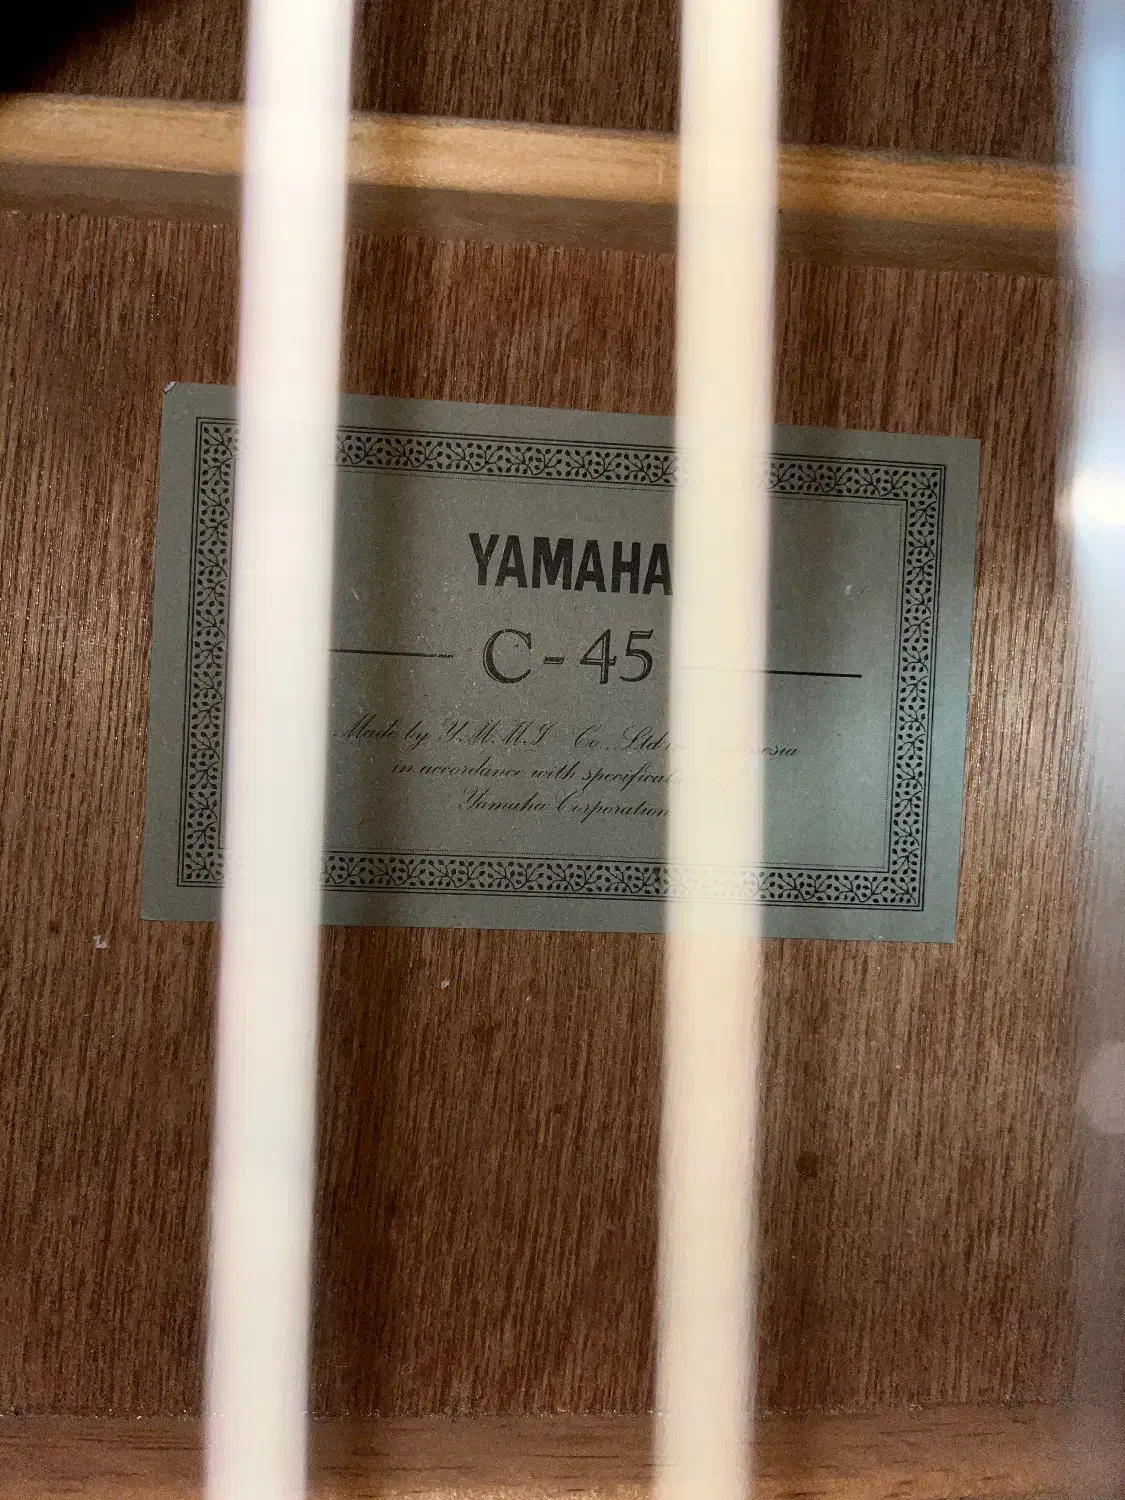 YAMAHA
C-45
Made by Y.M.M.I Co. Ltd
in accordance with
Yamaha Corporation